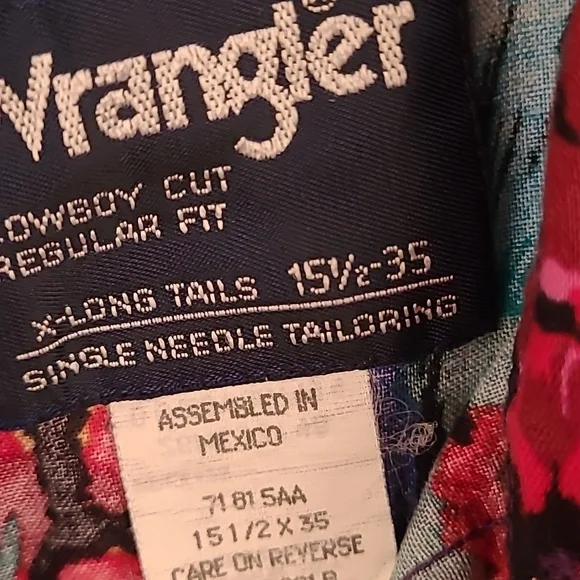 Wrangler®
COWBOY CUT
REGULAR FIT
X-LONG TAILS 15½-35
SINGLE NEEDLE TAILORING
ASSEMBLED IN
MEXICO
71815AA
15 1/2 X 35
CARE ON REVERSE